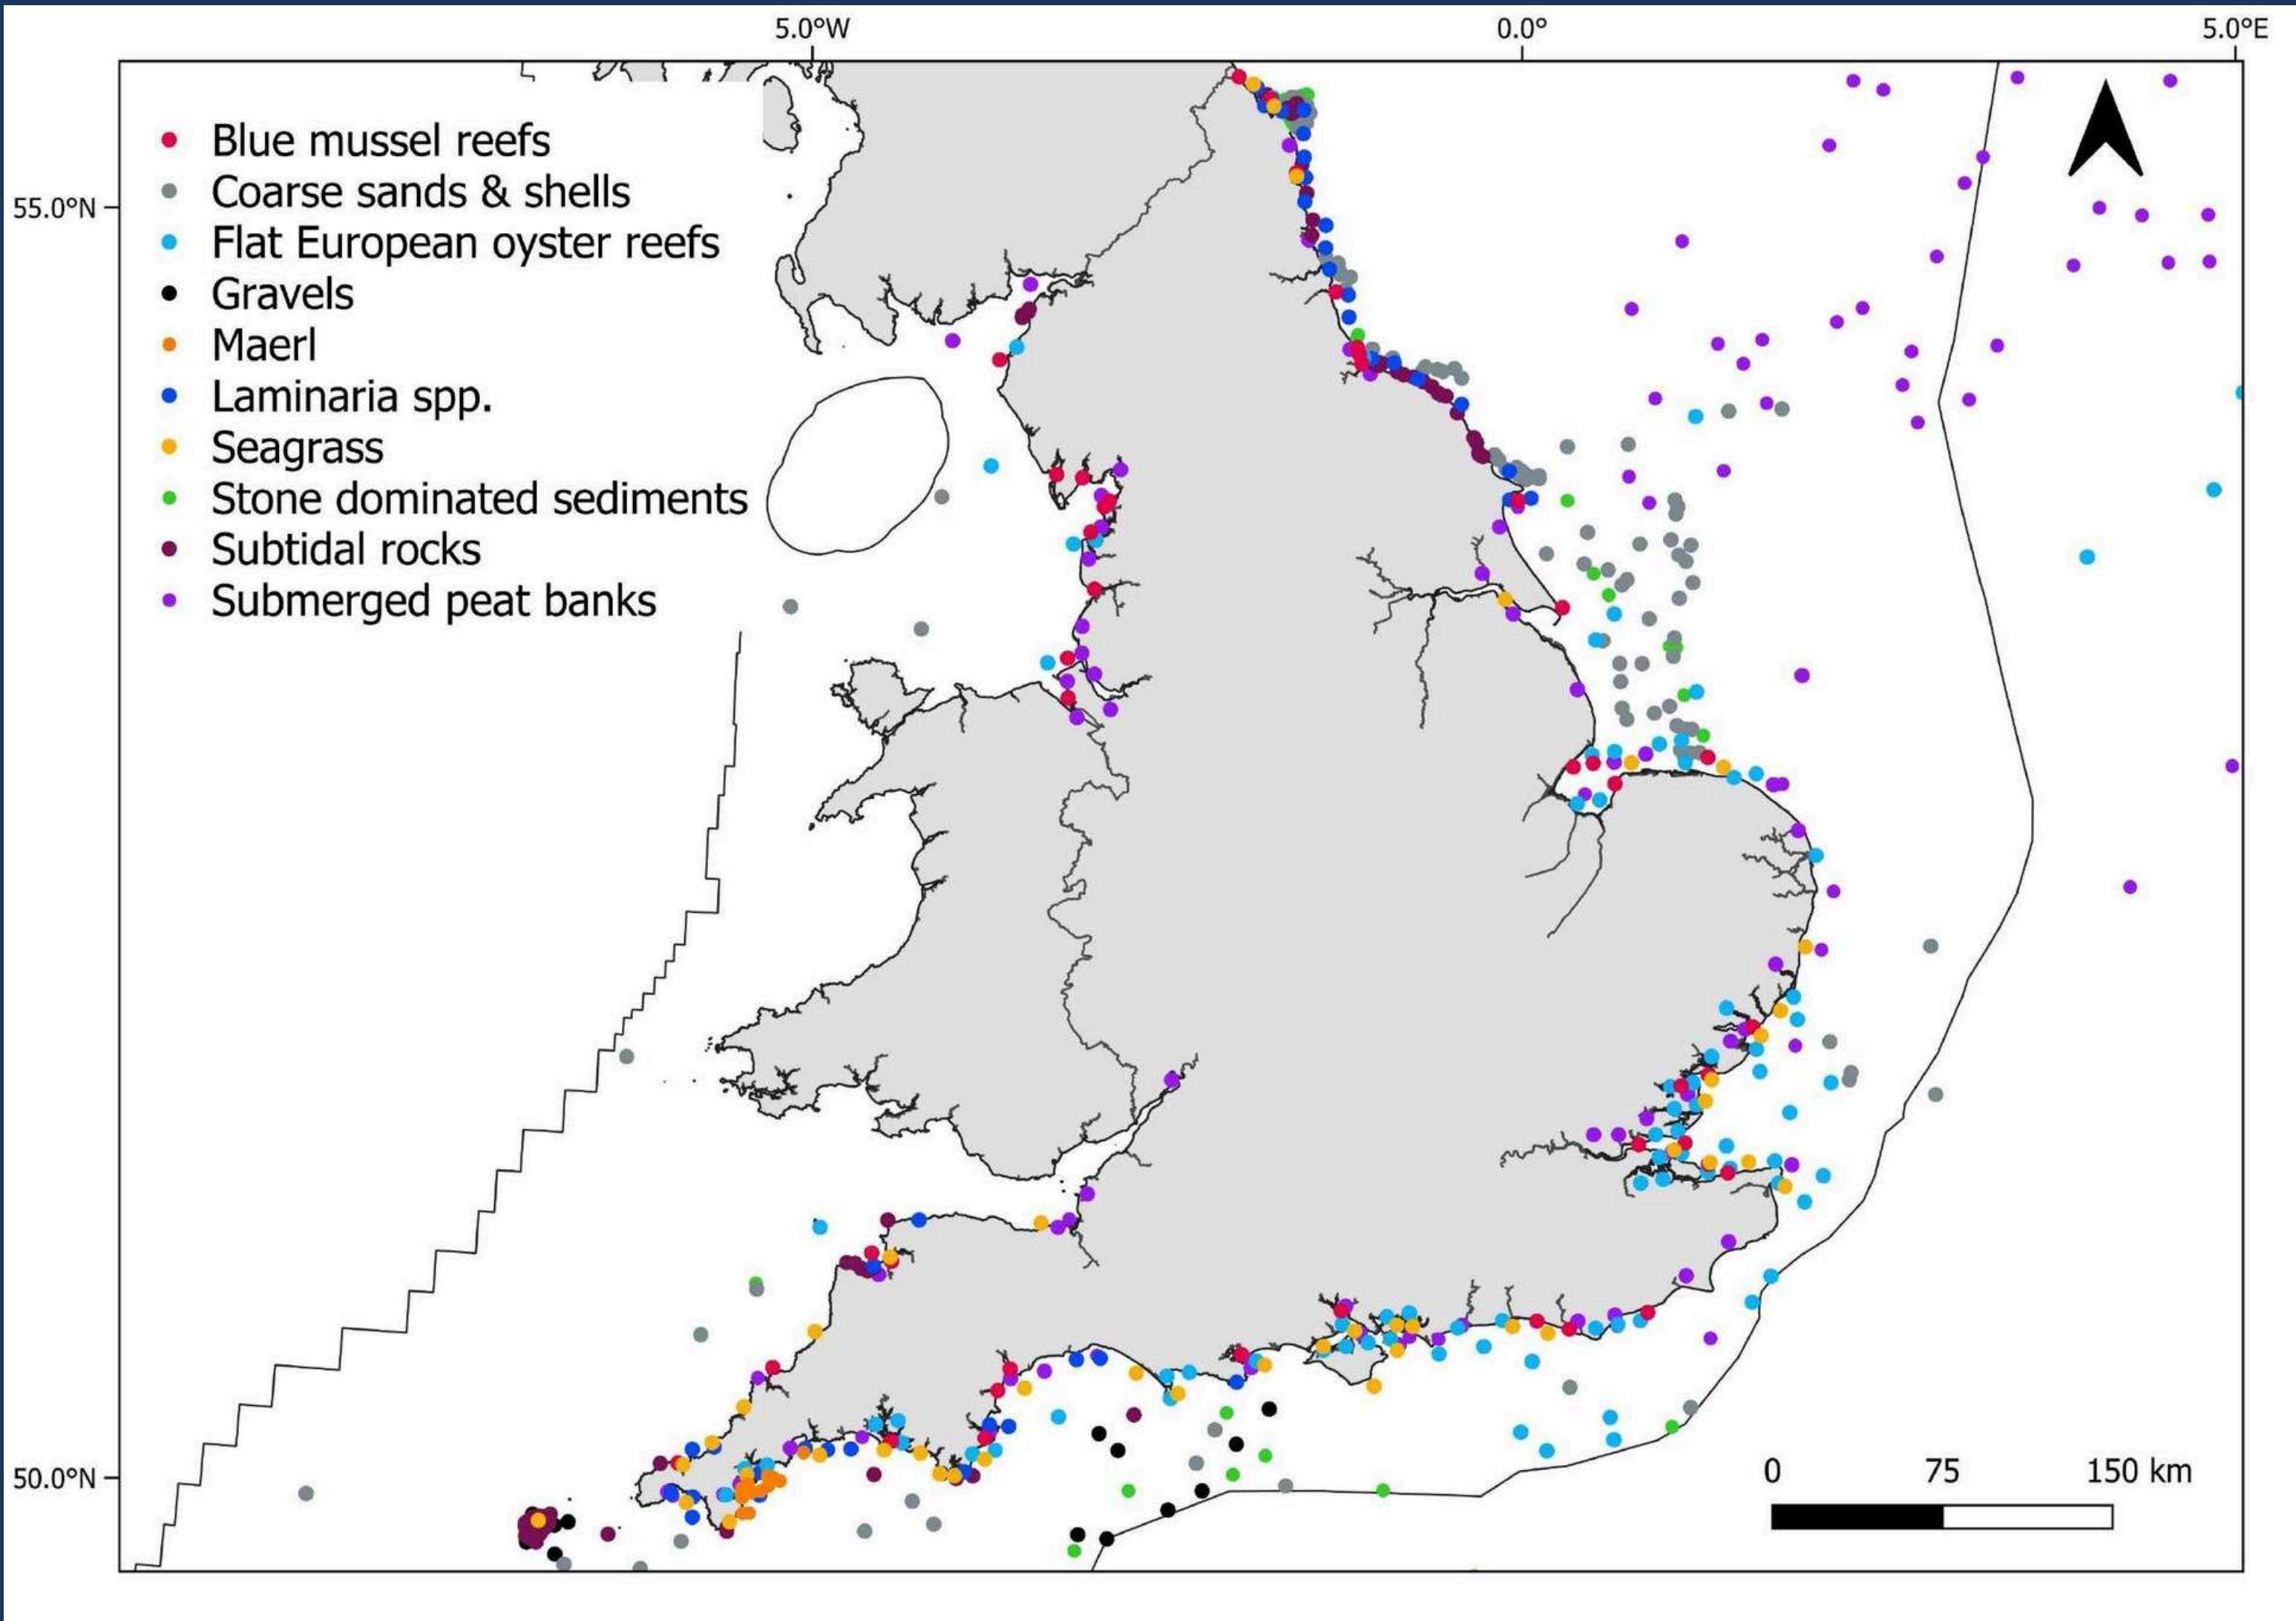 5.0°W 0.0° 5.0°E
55.0°N
Blue mussel reefs
Coarse sands & shells
Flat European oyster reefs
Gravels
Maerl
Laminaria spp.
Seagrass
Stone dominated sediments
Subtidal rocks
Submerged peat banks
50.0°N
0 75 150 km